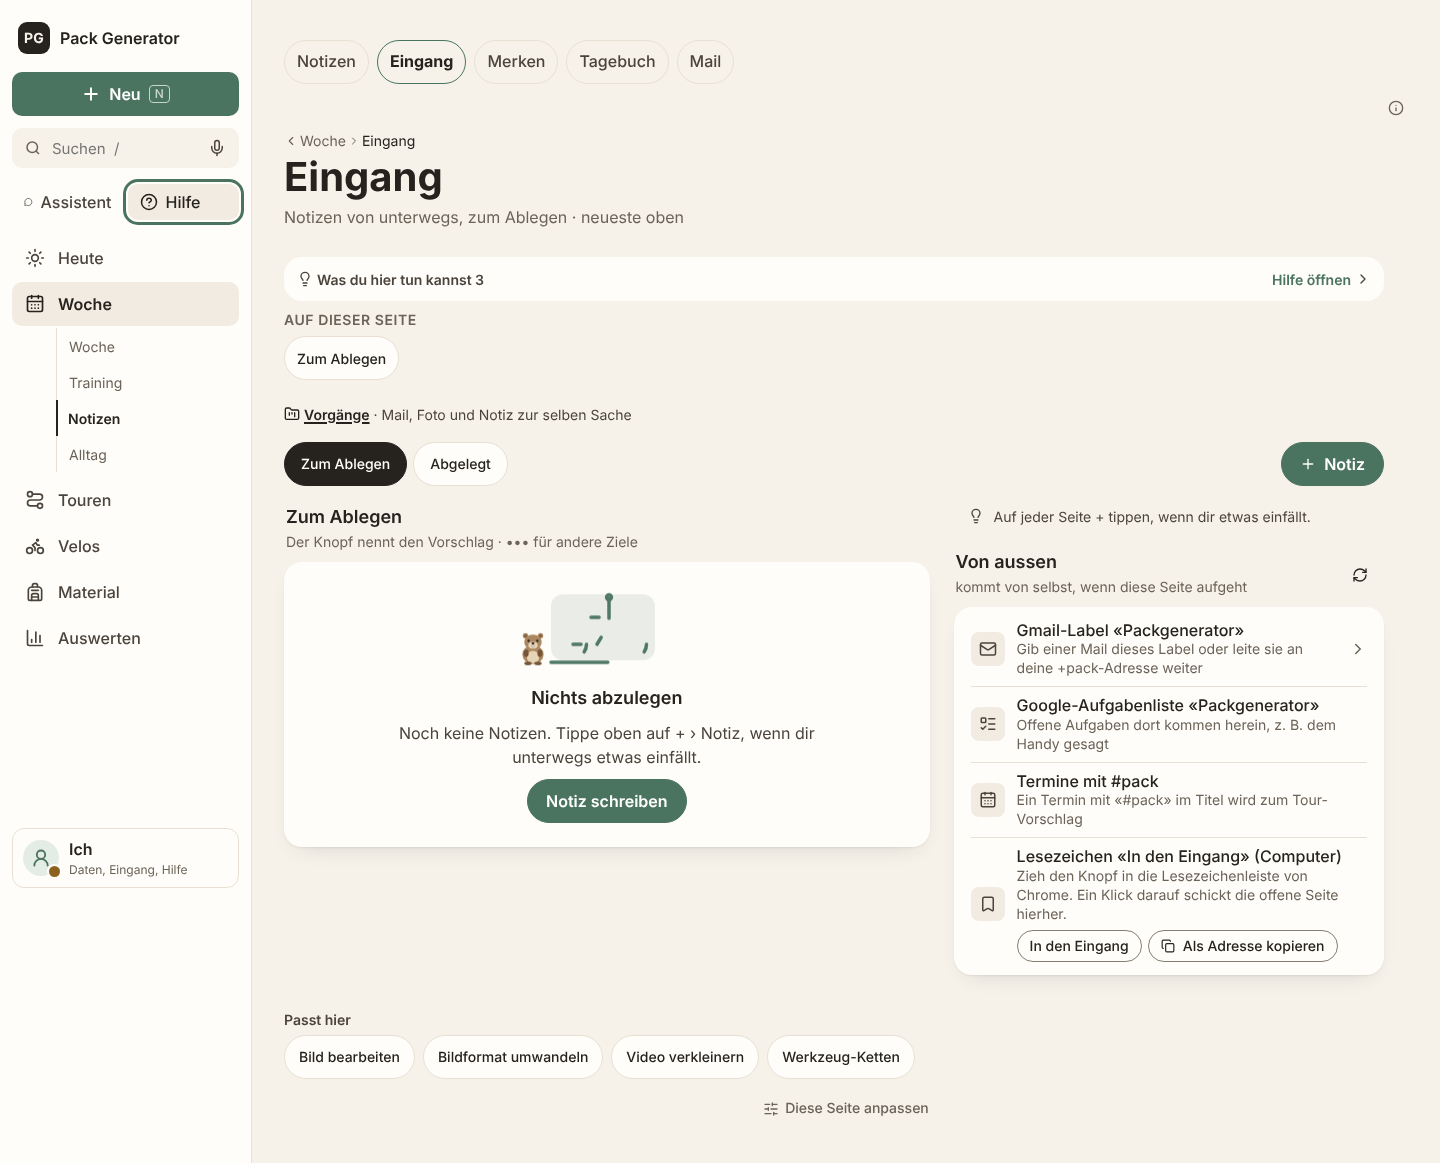 PG Pack Generator
Neu N
Suchen /
Assistent
Hilfe
Heute
Woche
Woche
Training
Notizen
Alltag
Touren
Velos
Material
Auswerten
Ich
Daten, Eingang, Hilfe
Notizen
Eingang
Merken
Tagebuch
Mail
Woche
Eingang
Eingang
Notizen von unterwegs, zum Ablegen · neueste oben
Was du hier tun kannst 3
Hilfe öffnen
AUF DIESER SEITE
Zum Ablegen
Vorgänge · Mail, Foto und Notiz zur selben Sache
Zum Ablegen
Abgelegt
+ Notiz
Zum Ablegen
Der Knopf nennt den Vorschlag · ••• für andere Ziele
Nichts abzulegen
Noch keine Notizen. Tippe oben auf + › Notiz, wenn dir
unterwegs etwas einfällt.
Notiz schreiben
Auf jeder Seite + tippen, wenn dir etwas einfällt.
Von aussen
kommt von selbst, wenn diese Seite aufgeht
Gmail-Label «Packgenerator»
Gib einer Mail dieses Label oder leite sie an
deine +pack-Adresse weiter
Google-Aufgabenliste «Packgenerator»
Offene Aufgaben dort kommen herein, z. B. dem
Handy gesagt
Termine mit #pack
Ein Termin mit «#pack» im Titel wird zum Tour-
Vorschlag
Lesezeichen «In den Eingang» (Computer)
Zieh den Knopf in die Lesezeichenleiste von
Chrome. Ein Klick darauf schickt die offene Seite
hierher.
In den Eingang
Als Adresse kopieren
Passt hier
Bild bearbeiten
Bildformat umwandeln
Video verkleinern
Werkzeug-Ketten
Diese Seite anpassen